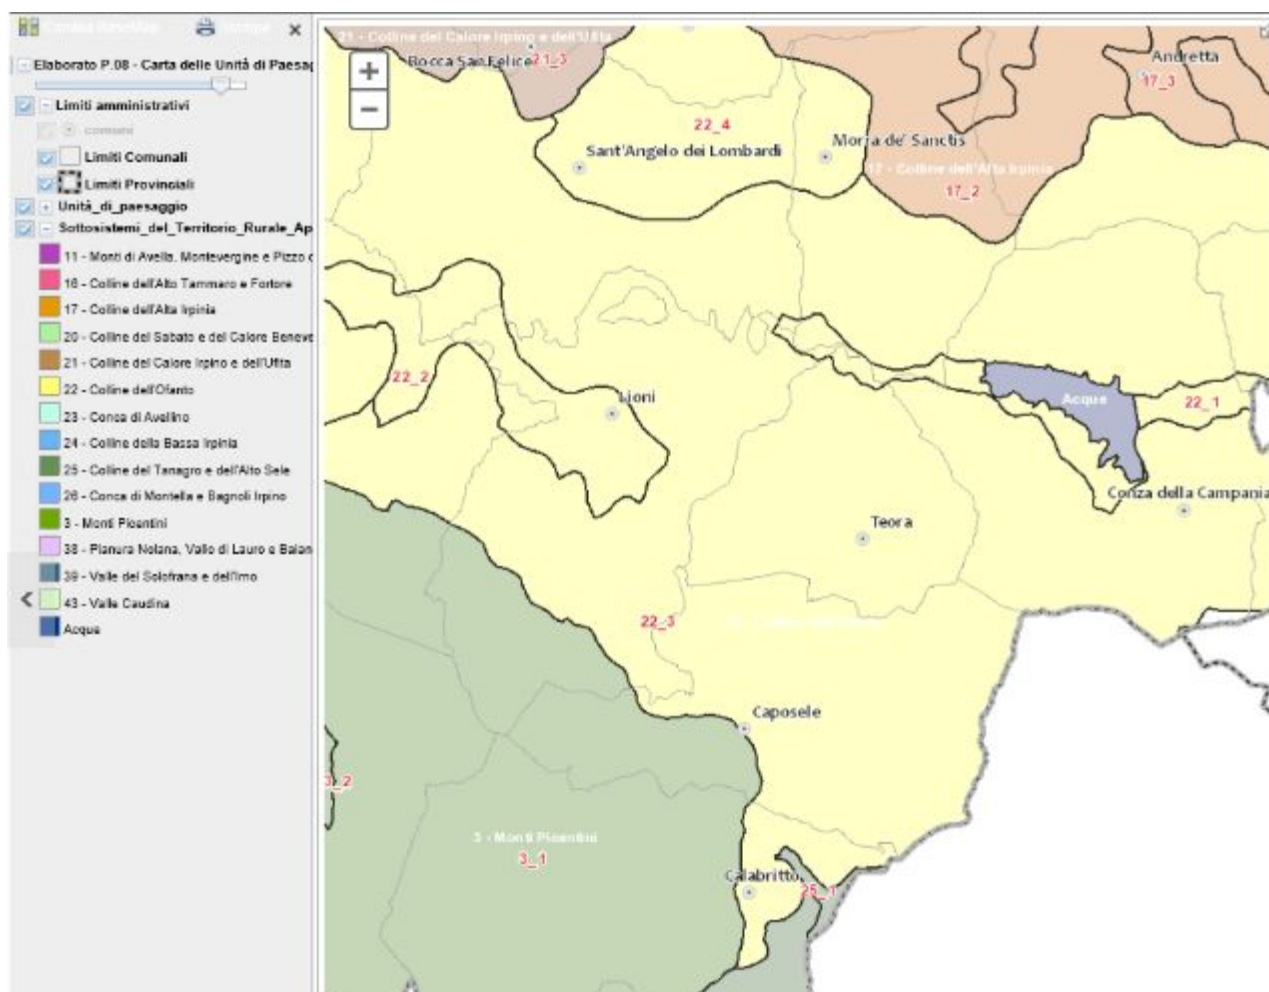 Cambia BaseMap
Stampa
×
Elaborato P.08 - Carta delle Unità di Paesag
Limiti amministrativi
comuni
Limiti Comunali
Limiti Provinciali
Unità_di_paesaggio
Sottosistemi_del_Territorio_Rurale_Ap
11 - Monti di Avella, Montevergine e Pizzo
16 - Colline dell'Alto Tammaro e Fortore
17 - Colline dell'Alta Irpinia
20 - Colline del Sabato e del Calore Beneve
21 - Colline del Calore Irpino e dell'Ufita
22 - Colline dell'Ofanto
23 - Conca di Avellino
24 - Colline della Bassa Irpinia
25 - Colline del Tanagro e dell'Alto Sele
26 - Conca di Montella e Bagnoli Irpino
3 - Monti Picentini
38 - Pianura Nolana, Vallo di Lauro e Baian
39 - Valle del Solofrana e dell'Irno
43 - Valle Caudina
Acqua
+
−
21 - Colline del Calore Irpino e dell'Ufita
Rocca San Felice
21_3
Andretta
17_3
22_4
Sant'Angelo dei Lombardi
Morra de' Sanctis
17 - Colline dell'Alta Irpinia
17_2
22_2
Lioni
Acque
22_1
Conza della Campania
Teora
22_3
Caposele
3_2
3 - Monti Picentini
3_1
Calabritto
25_1